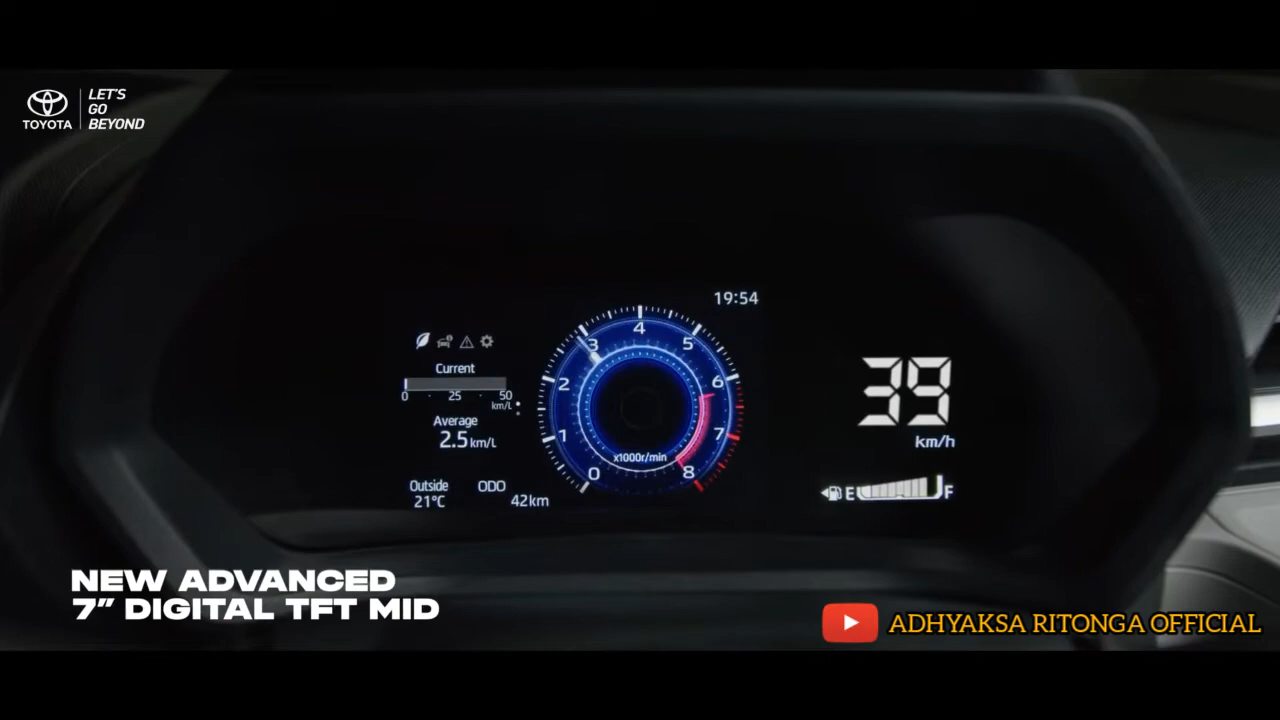 TOYOTA
LET'S
GO
BEYOND
19:54
Current
0 25 50
km/L
Average
2.5 km/L
Outside
21°C
ODO
42km
0
1
2
3
4
5
6
7
8
x1000r/min
39
km/h
E F
NEW ADVANCED
7" DIGITAL TFT MID
ADHYAKSA RITONGA OFFICIAL